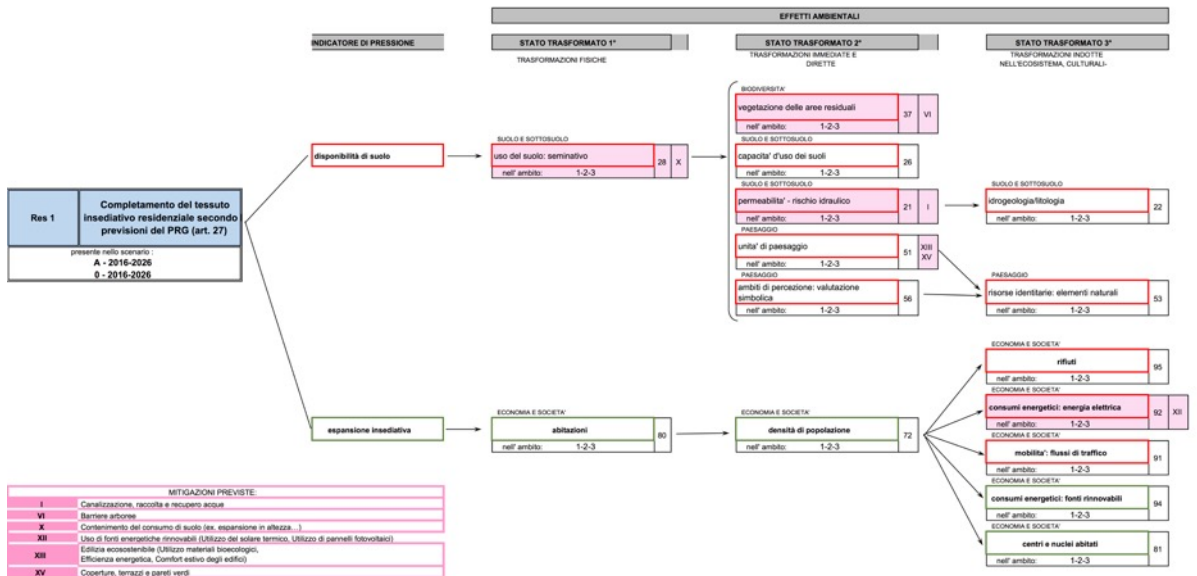 EFFETTI AMBIENTALI
INDICATORE DI PRESSIONE
STATO TRASFORMATO 1°
STATO TRASFORMATO 2°
STATO TRASFORMATO 3°
TRASFORMAZIONI FISICHE
TRASFORMAZIONI IMMEDIATE E
DIRETTE
TRASFORMAZIONI INDOTTE
NELL'ECOSISTEMA, CULTURALI-
Res 1
Completamento del tessuto
insediativo residenziale secondo
previsioni del PRG (art. 27)
presente nello scenario :
A - 2016-2026
0 - 2016-2026
disponibilità di suolo
SUOLO E SOTTOSUOLO
uso del suolo: seminativo
28 X
nell' ambito: 1-2-3
BIODIVERSITA'
vegetazione delle aree residuali
37 VI
nell' ambito: 1-2-3
SUOLO E SOTTOSUOLO
capacita' d'uso dei suoli
26
nell' ambito: 1-2-3
SUOLO E SOTTOSUOLO
permeabilita' - rischio idraulico
21 I
nell' ambito: 1-2-3
SUOLO E SOTTOSUOLO
idrogeologia/litologia
22
nell' ambito: 1-2-3
PAESAGGIO
unita' di paesaggio
51 XIII
XV
nell' ambito: 1-2-3
PAESAGGIO
ambiti di percezione: valutazione
simbolica
56
nell' ambito: 1-2-3
PAESAGGIO
risorse identitarie: elementi naturali
53
nell' ambito: 1-2-3
espansione insediativa
ECONOMIA E SOCIETA'
abitazioni
80
nell' ambito: 1-2-3
ECONOMIA E SOCIETA'
densità di popolazione
72
nell' ambito: 1-2-3
ECONOMIA E SOCIETA'
rifiuti
95
nell' ambito: 1-2-3
ECONOMIA E SOCIETA'
consumi energetici: energia elettrica
92 XII
nell' ambito: 1-2-3
ECONOMIA E SOCIETA'
mobilita': flussi di traffico
91
nell' ambito: 1-2-3
ECONOMIA E SOCIETA'
consumi energetici: fonti rinnovabili
94
nell' ambito: 1-2-3
ECONOMIA E SOCIETA'
centri e nuclei abitati
81
nell' ambito: 1-2-3
MITIGAZIONI PREVISTE:
I Canalizzazione, raccolta e recupero acque
VI Barriere arboree
X Contenimento del consumo di suolo (ex. espansione in altezza…)
XII Uso di fonti energetiche rinnovabili (Utilizzo del solare termico, Utilizzo di pannelli fotovoltaici)
XIII Edilizia ecosostenibile (Utilizzo materiali bioecologici,
Efficienza energetica, Comfort estivo degli edifici)
XV Coperture, terrazzi e pareti verdi